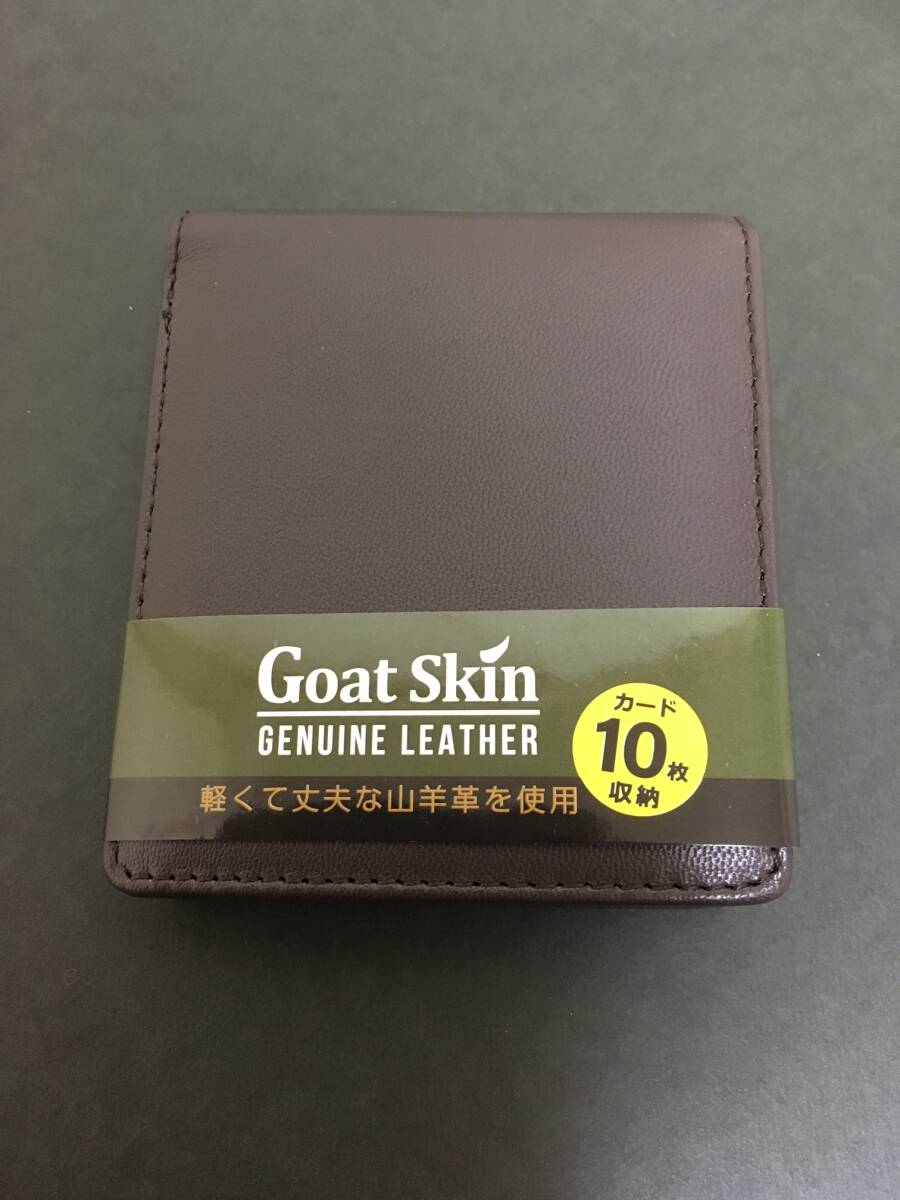 Goat Skin
GENUINE LEATHER
軽くて丈夫な山羊革を使用
カード
10枚
収納